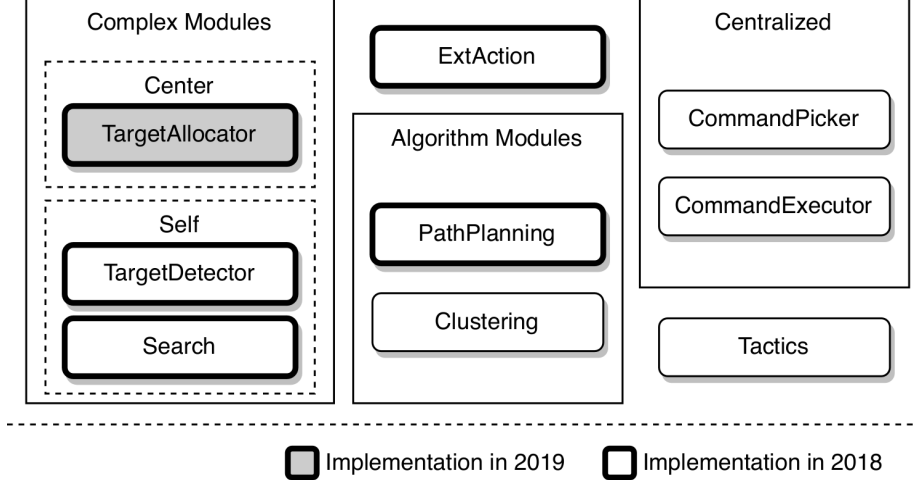 Complex Modules
Center
TargetAllocator
Self
TargetDetector
Search
ExtAction
Algorithm Modules
PathPlanning
Clustering
Centralized
CommandPicker
CommandExecutor
Tactics
Implementation in 2019
Implementation in 2018